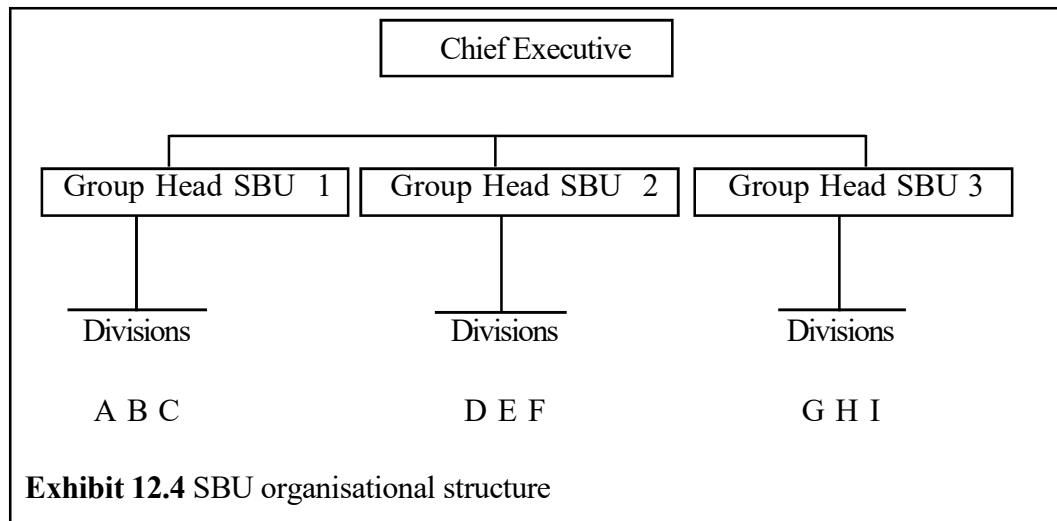 Chief Executive
Group Head SBU 1 Group Head SBU 2 Group Head SBU 3
Divisions Divisions Divisions
A B C D E F G H I
Exhibit 12.4 SBU organisational structure